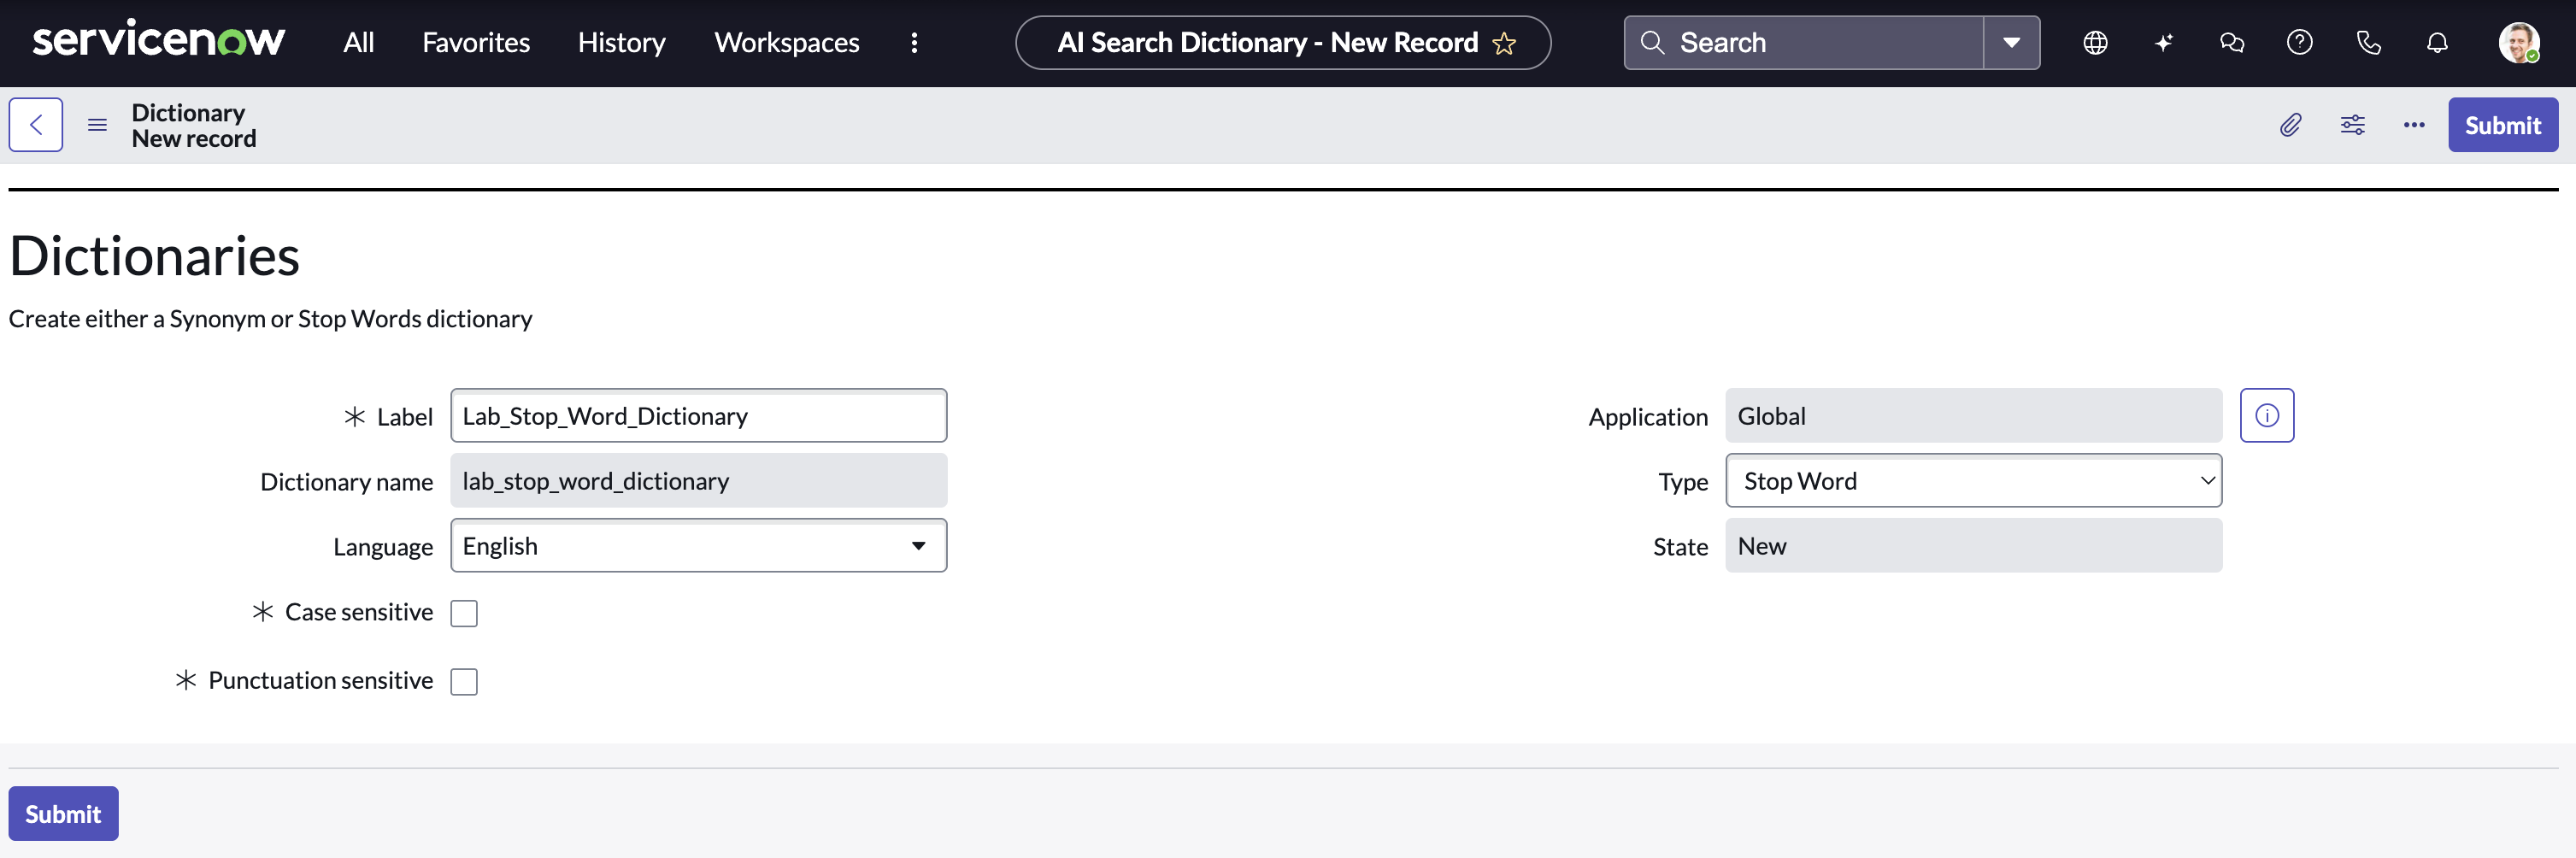 servicenow All Favorites History Workspaces AI Search Dictionary - New Record Search
Dictionary
New record
Submit
Dictionaries
Create either a Synonym or Stop Words dictionary
Label Lab_Stop_Word_Dictionary Application Global
Dictionary name lab_stop_word_dictionary Type Stop Word
Language English State New
Case sensitive
Punctuation sensitive
Submit